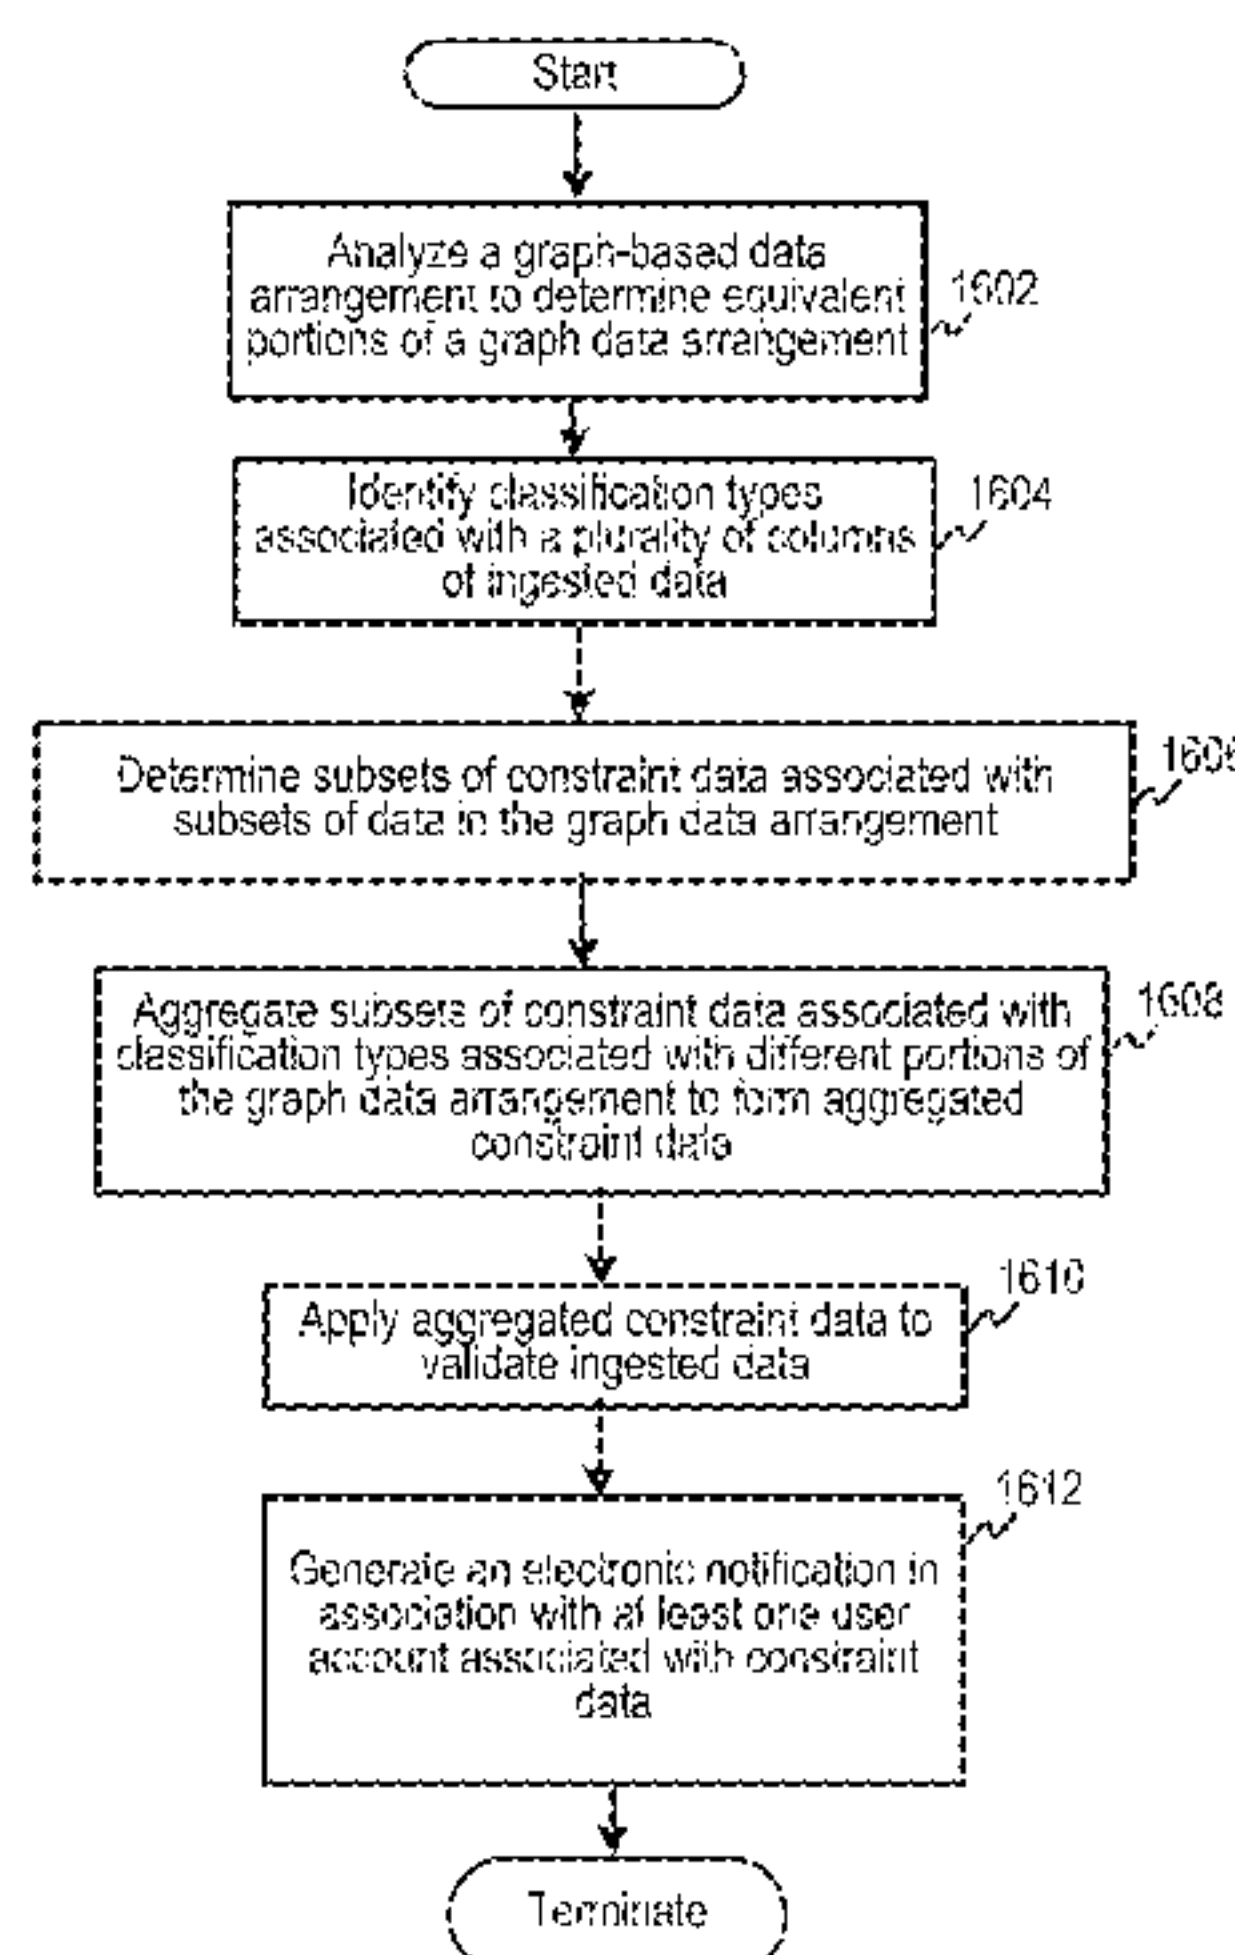 Start
Analyze a graph-based data
arrangement to determine equivalent
portions of a graph data arrangement
1602
Identify classification types
associated with a plurality of columns
of ingested data
1604
Determine subsets of constraint data associated with
subsets of data in the graph data arrangement
1606
Aggregate subsets of constraint data associated with
classification types associated with different portions of
the graph data arrangement to form aggregated
constraint data
1608
Apply aggregated constraint data to
validate ingested data
1610
Generate an electronic notification in
association with at least one user
account associated with constraint
data
1612
Terminate